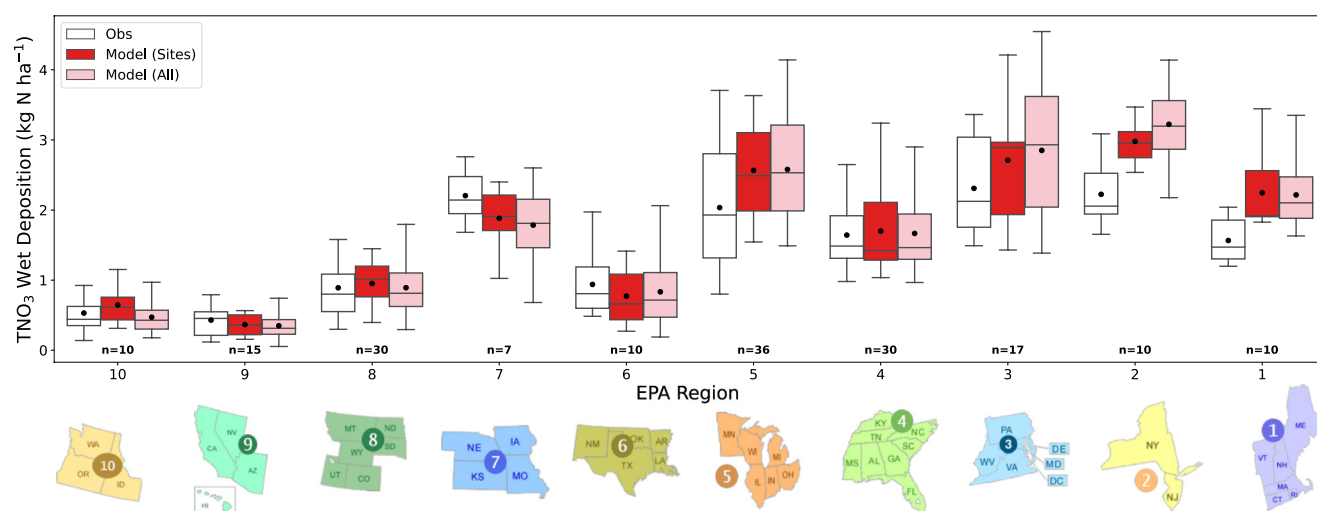 TNO₃ Wet Deposition (kg N ha⁻¹)
Obs
Model (Sites)
Model (All)
4
3
2
1
0
n=10 n=15 n=30 n=7 n=10 n=36 n=30 n=17 n=10 n=10
10 9 8 7 6 5 4 3 2 1
EPA Region
WA
OR
ID
10
NV
CA
AZ
HI
9
MT
ND
SD
WY
UT
CO
8
NE
IA
KS
MO
7
NM
OK
AR
TX
LA
6
MN
WI
MI
IL
IN
OH
5
KY
TN
NC
SC
MS
AL
GA
FL
4
PA
WV
VA
DE
MD
DC
3
NY
NJ
2
ME
VT
NH
MA
CT
RI
1